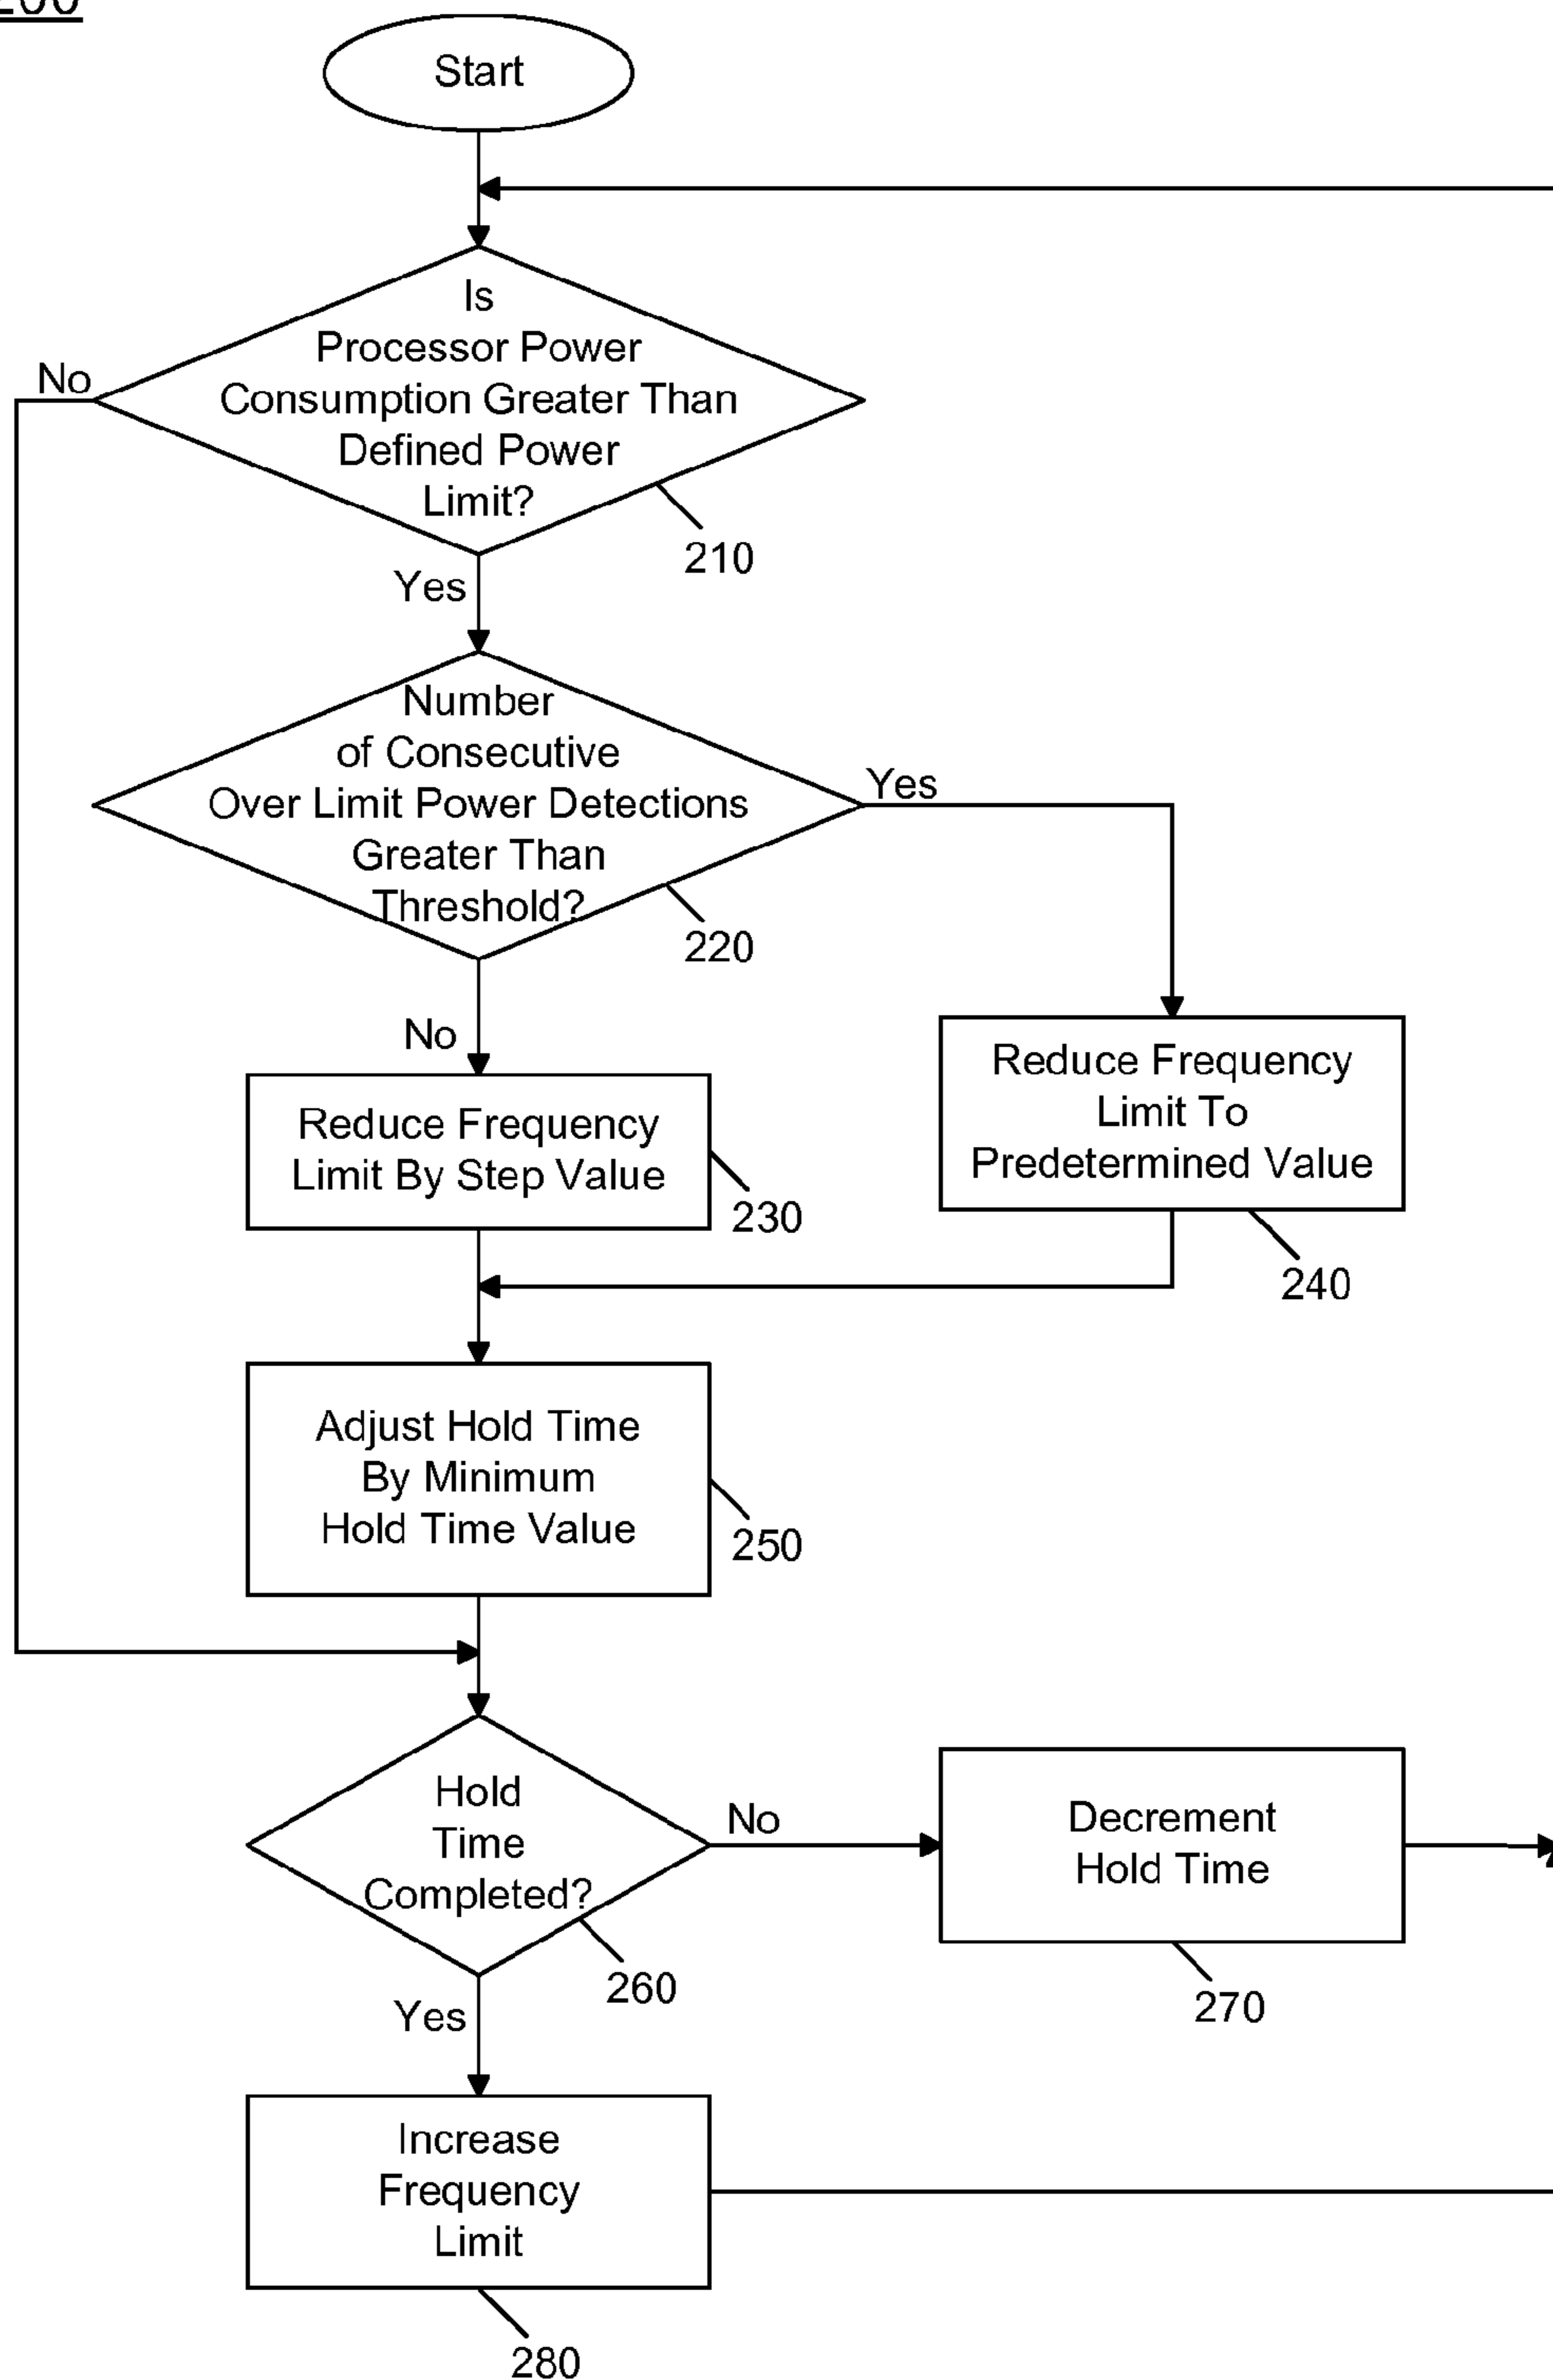 Start
Is
Processor Power
Consumption Greater Than
Defined Power
Limit?
No
210
Yes
Number
of Consecutive
Over Limit Power Detections
Greater Than
Threshold?
Yes
220
No
Reduce Frequency
Limit By Step Value
230
Reduce Frequency
Limit To
Predetermined Value
240
Adjust Hold Time
By Minimum
Hold Time Value
250
Hold
Time
Completed?
No
260
Decrement
Hold Time
270
Yes
Increase
Frequency
Limit
280